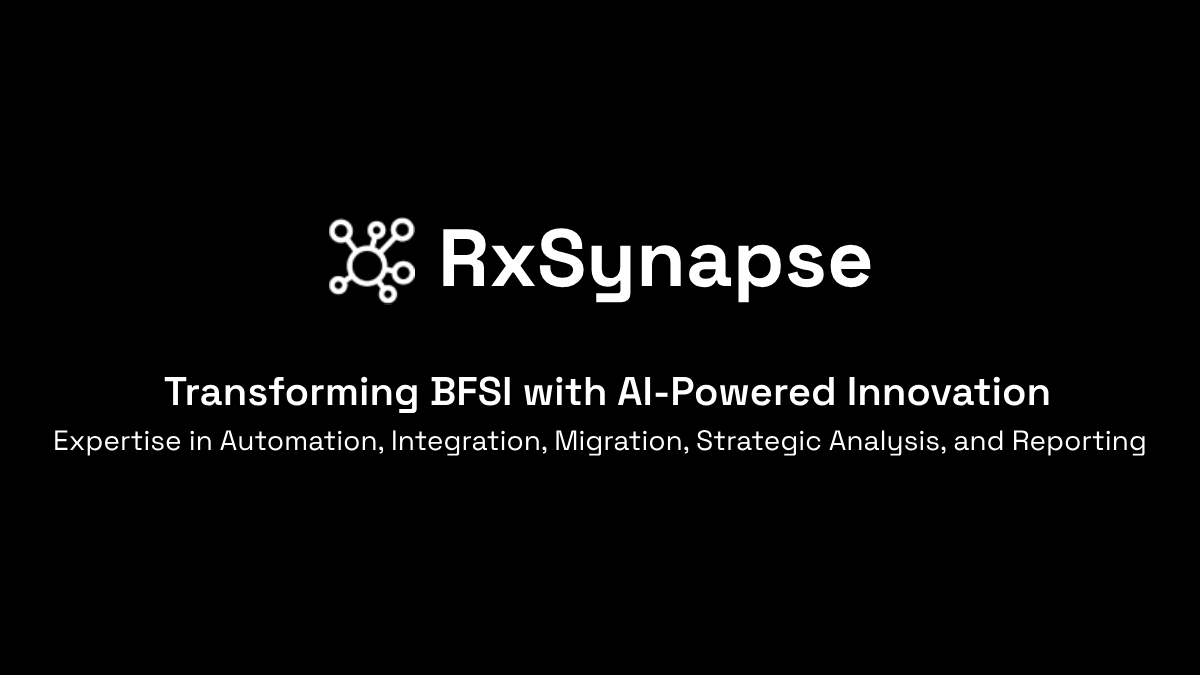 RxSynapse
Transforming BFSI with AI-Powered Innovation
Expertise in Automation, Integration, Migration, Strategic Analysis, and Reporting